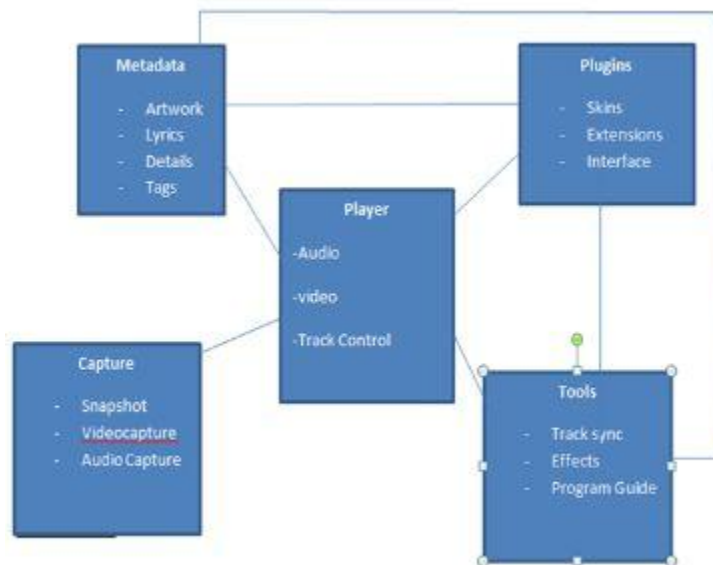 Metadata
- Artwork
- Lyrics
- Details
- Tags
Plugins
- Skins
- Extensions
- Interface
Player
-Audio
-video
-Track Control
Capture
- Snapshot
- Videocapture
- Audio Capture
Tools
- Track sync
- Effects
- Program Guide